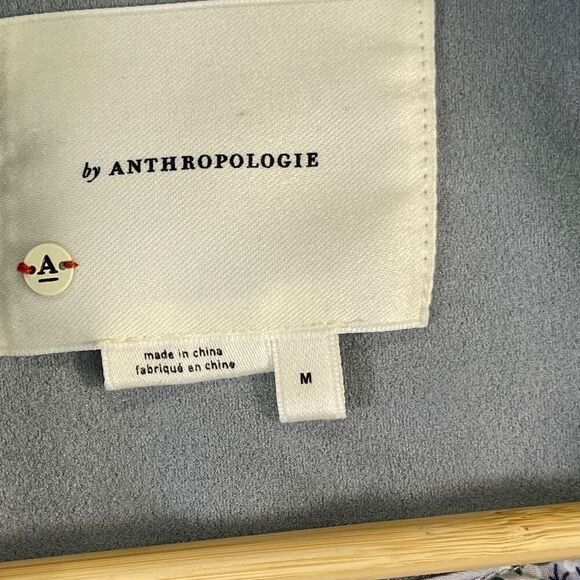 by ANTHROPOLOGIE
A
made in china
fabriqué en chine
M